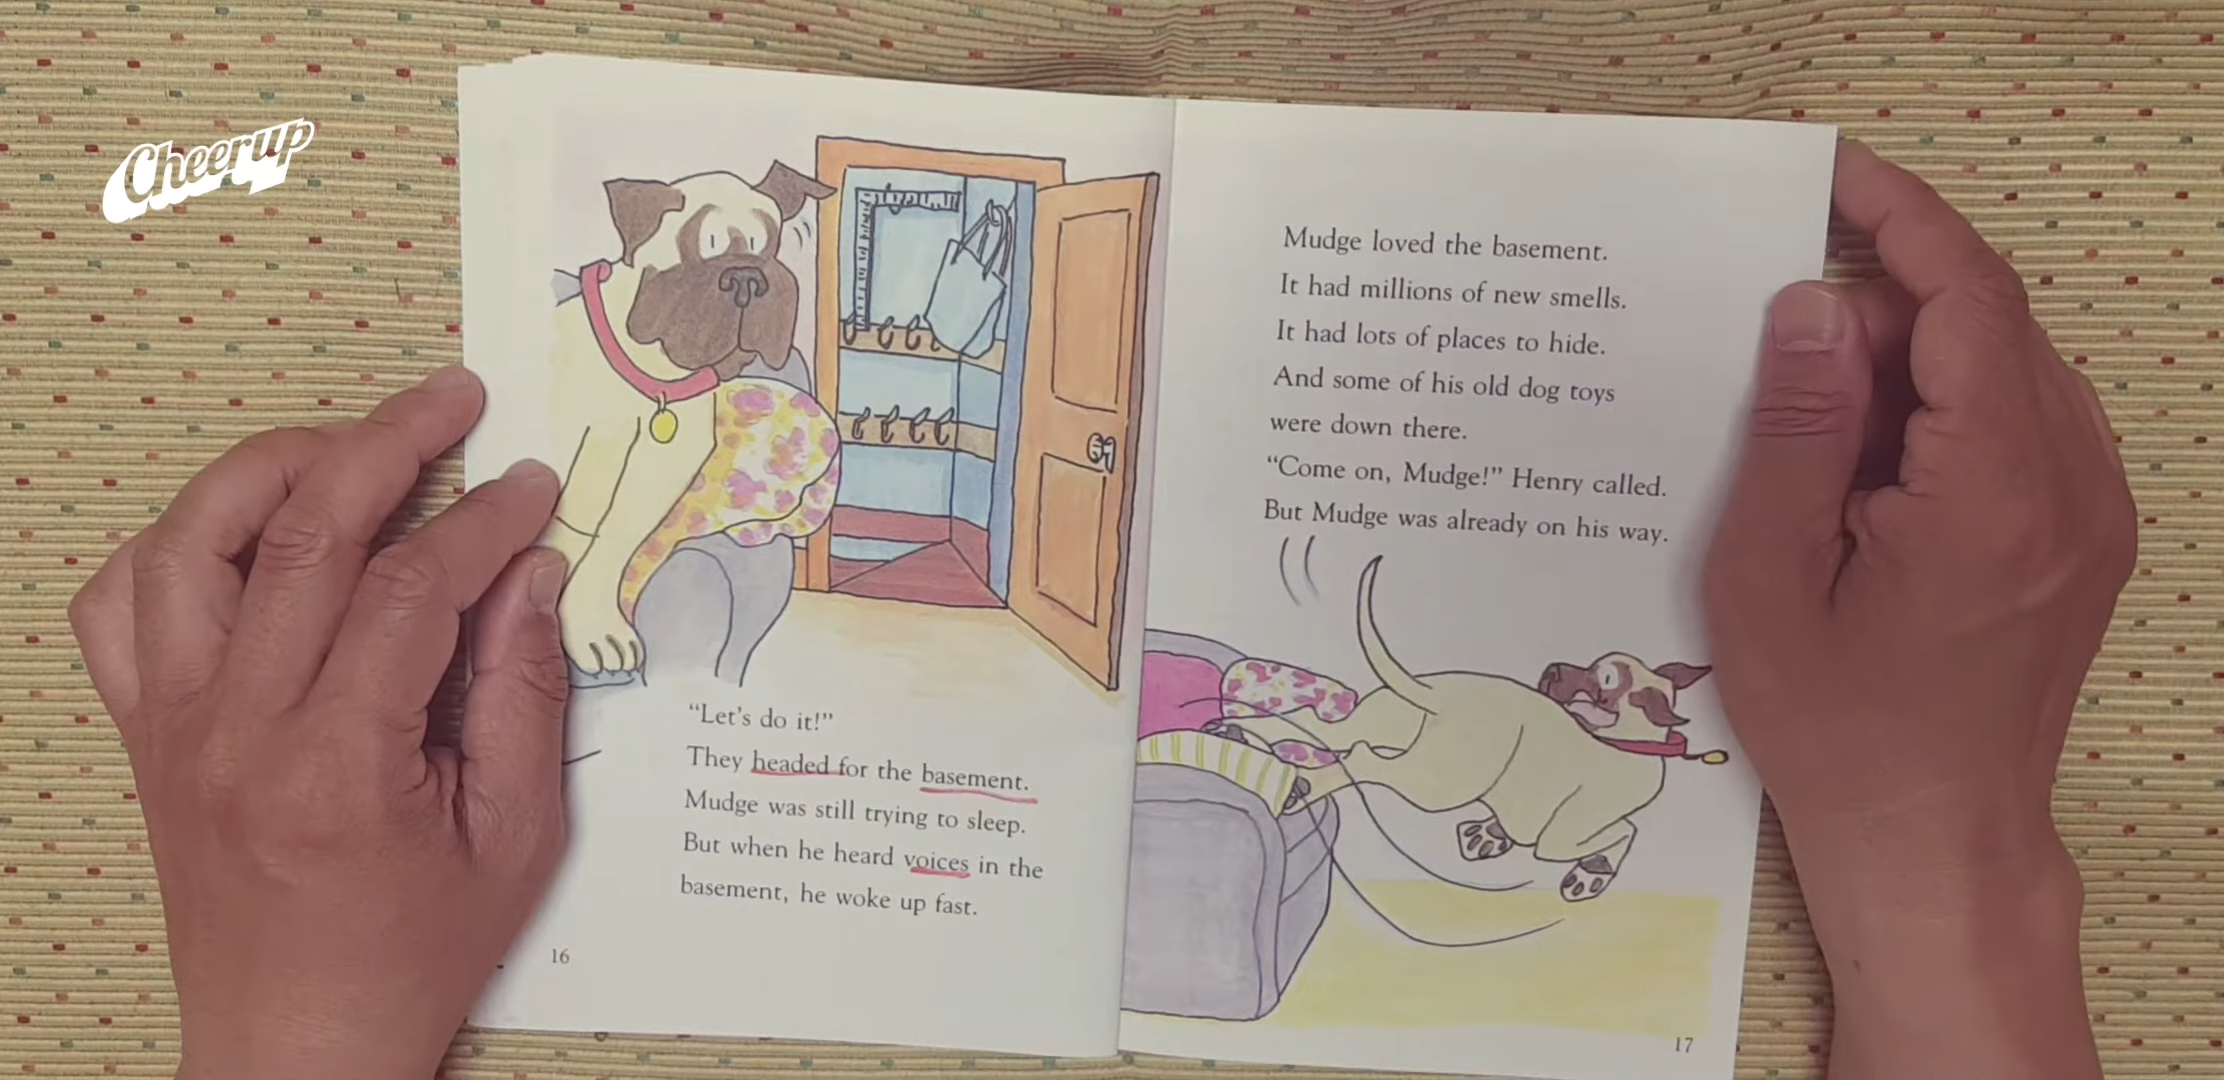 Cheerup
"Let's do it!"
They headed for the basement.
Mudge was still trying to sleep.
But when he heard voices in the
basement, he woke up fast.
16
Mudge loved the basement.
It had millions of new smells.
It had lots of places to hide.
And some of his old dog toys
were down there.
"Come on, Mudge!" Henry called.
But Mudge was already on his way.
17